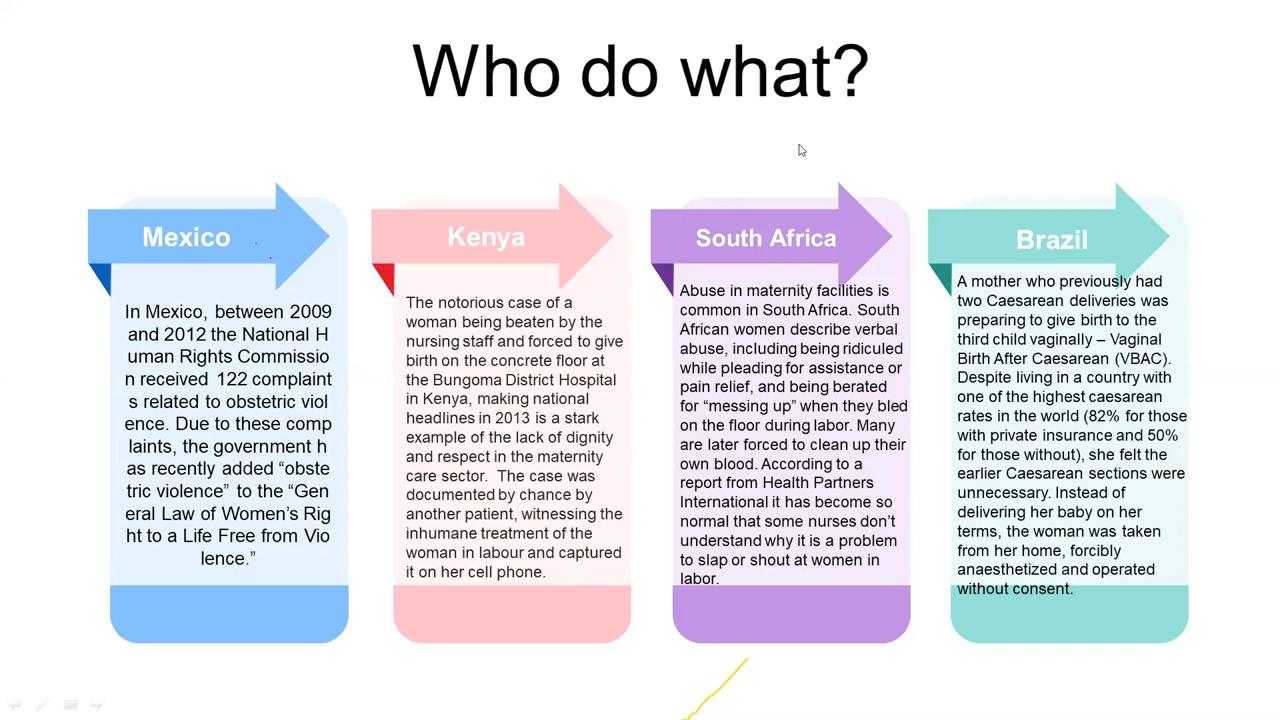 Who do what?
Mexico
In Mexico, between 2009
and 2012 the National H
uman Rights Commissio
n received 122 complaint
s related to obstetric viol
ence. Due to these comp
laints, the government h
as recently added “obste
tric violence” to the “Gen
eral Law of Women’s Rig
ht to a Life Free from Vio
lence.”
Kenya
The notorious case of a
woman being beaten by the
nursing staff and forced to give
birth on the concrete floor at
the Bungoma District Hospital
in Kenya, making national
headlines in 2013 is a stark
example of the lack of dignity
and respect in the maternity
care sector. The case was
documented by chance by
another patient, witnessing the
inhumane treatment of the
woman in labour and captured
it on her cell phone.
South Africa
Abuse in maternity facilities is
common in South Africa. South
African women describe verbal
abuse, including being ridiculed
while pleading for assistance or
pain relief, and being berated
for “messing up” when they bled
on the floor during labor. Many
are later forced to clean up their
own blood. According to a
report from Health Partners
International it has become so
normal that some nurses don’t
understand why it is a problem
to slap or shout at women in
labor.
Brazil
A mother who previously had
two Caesarean deliveries was
preparing to give birth to the
third child vaginally – Vaginal
Birth After Caesarean (VBAC).
Despite living in a country with
one of the highest caesarean
rates in the world (82% for those
with private insurance and 50%
for those without), she felt the
earlier Caesarean sections were
unnecessary. Instead of
delivering her baby on her
terms, the woman was taken
from her home, forcibly
anaesthetized and operated
without consent.